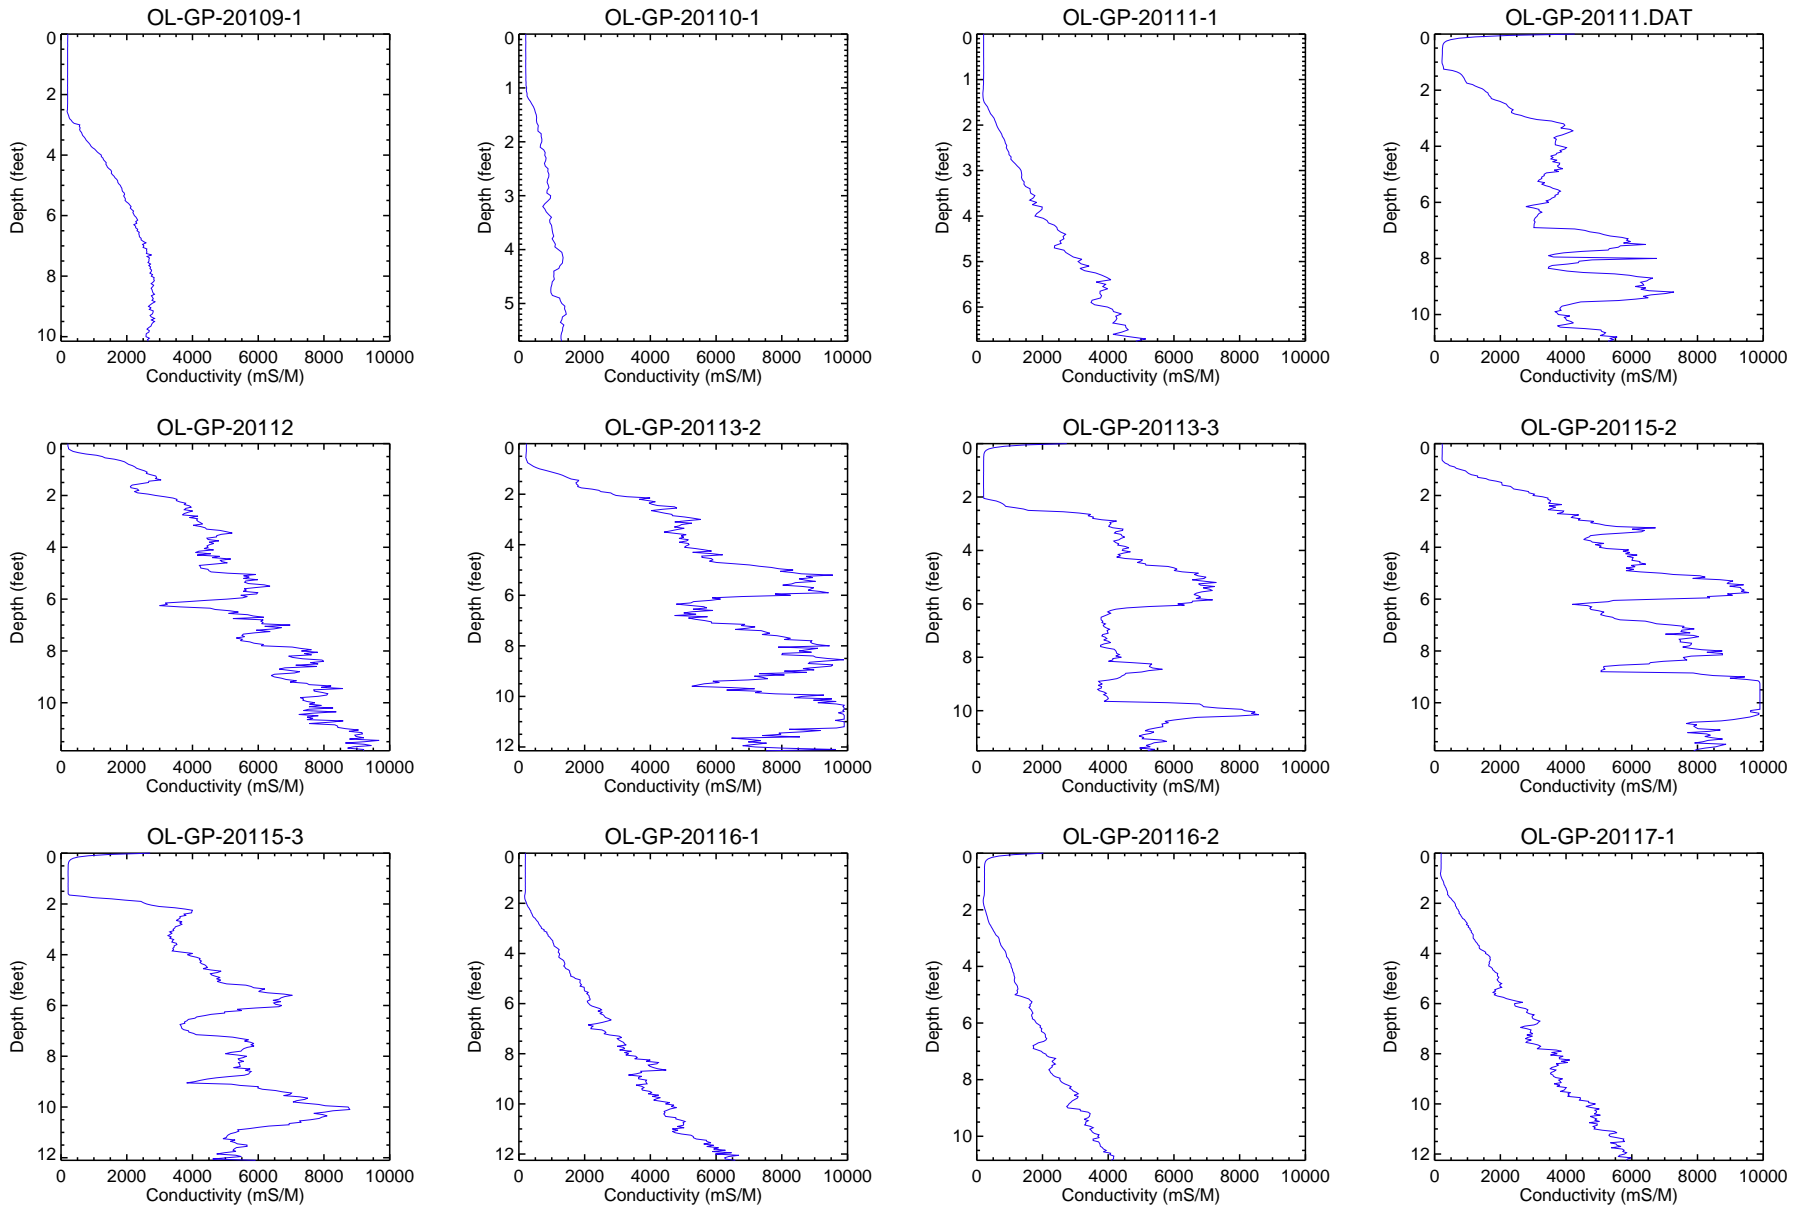 OL-GP-20109-1
OL-GP-20110-1
OL-GP-20111-1
OL-GP-20111.DAT
0
2
4
6
8
10
Depth (feet)
0 2000 4000 6000 8000 10000
Conductivity (mS/M)
0
1
2
3
4
5
Depth (feet)
0 2000 4000 6000 8000 10000
Conductivity (mS/M)
0
1
2
3
4
5
6
Depth (feet)
0 2000 4000 6000 8000 10000
Conductivity (mS/M)
0
2
4
6
8
10
Depth (feet)
0 2000 4000 6000 8000 10000
Conductivity (mS/M)
OL-GP-20112
OL-GP-20113-2
OL-GP-20113-3
OL-GP-20115-2
0
2
4
6
8
10
Depth (feet)
0 2000 4000 6000 8000 10000
Conductivity (mS/M)
0
2
4
6
8
10
12
Depth (feet)
0 2000 4000 6000 8000 10000
Conductivity (mS/M)
0
2
4
6
8
10
Depth (feet)
0 2000 4000 6000 8000 10000
Conductivity (mS/M)
0
2
4
6
8
10
Depth (feet)
0 2000 4000 6000 8000 10000
Conductivity (mS/M)
OL-GP-20115-3
OL-GP-20116-1
OL-GP-20116-2
OL-GP-20117-1
0
2
4
6
8
10
12
Depth (feet)
0 2000 4000 6000 8000 10000
Conductivity (mS/M)
0
2
4
6
8
10
12
Depth (feet)
0 2000 4000 6000 8000 10000
Conductivity (mS/M)
0
2
4
6
8
10
Depth (feet)
0 2000 4000 6000 8000 10000
Conductivity (mS/M)
0
2
4
6
8
10
12
Depth (feet)
0 2000 4000 6000 8000 10000
Conductivity (mS/M)